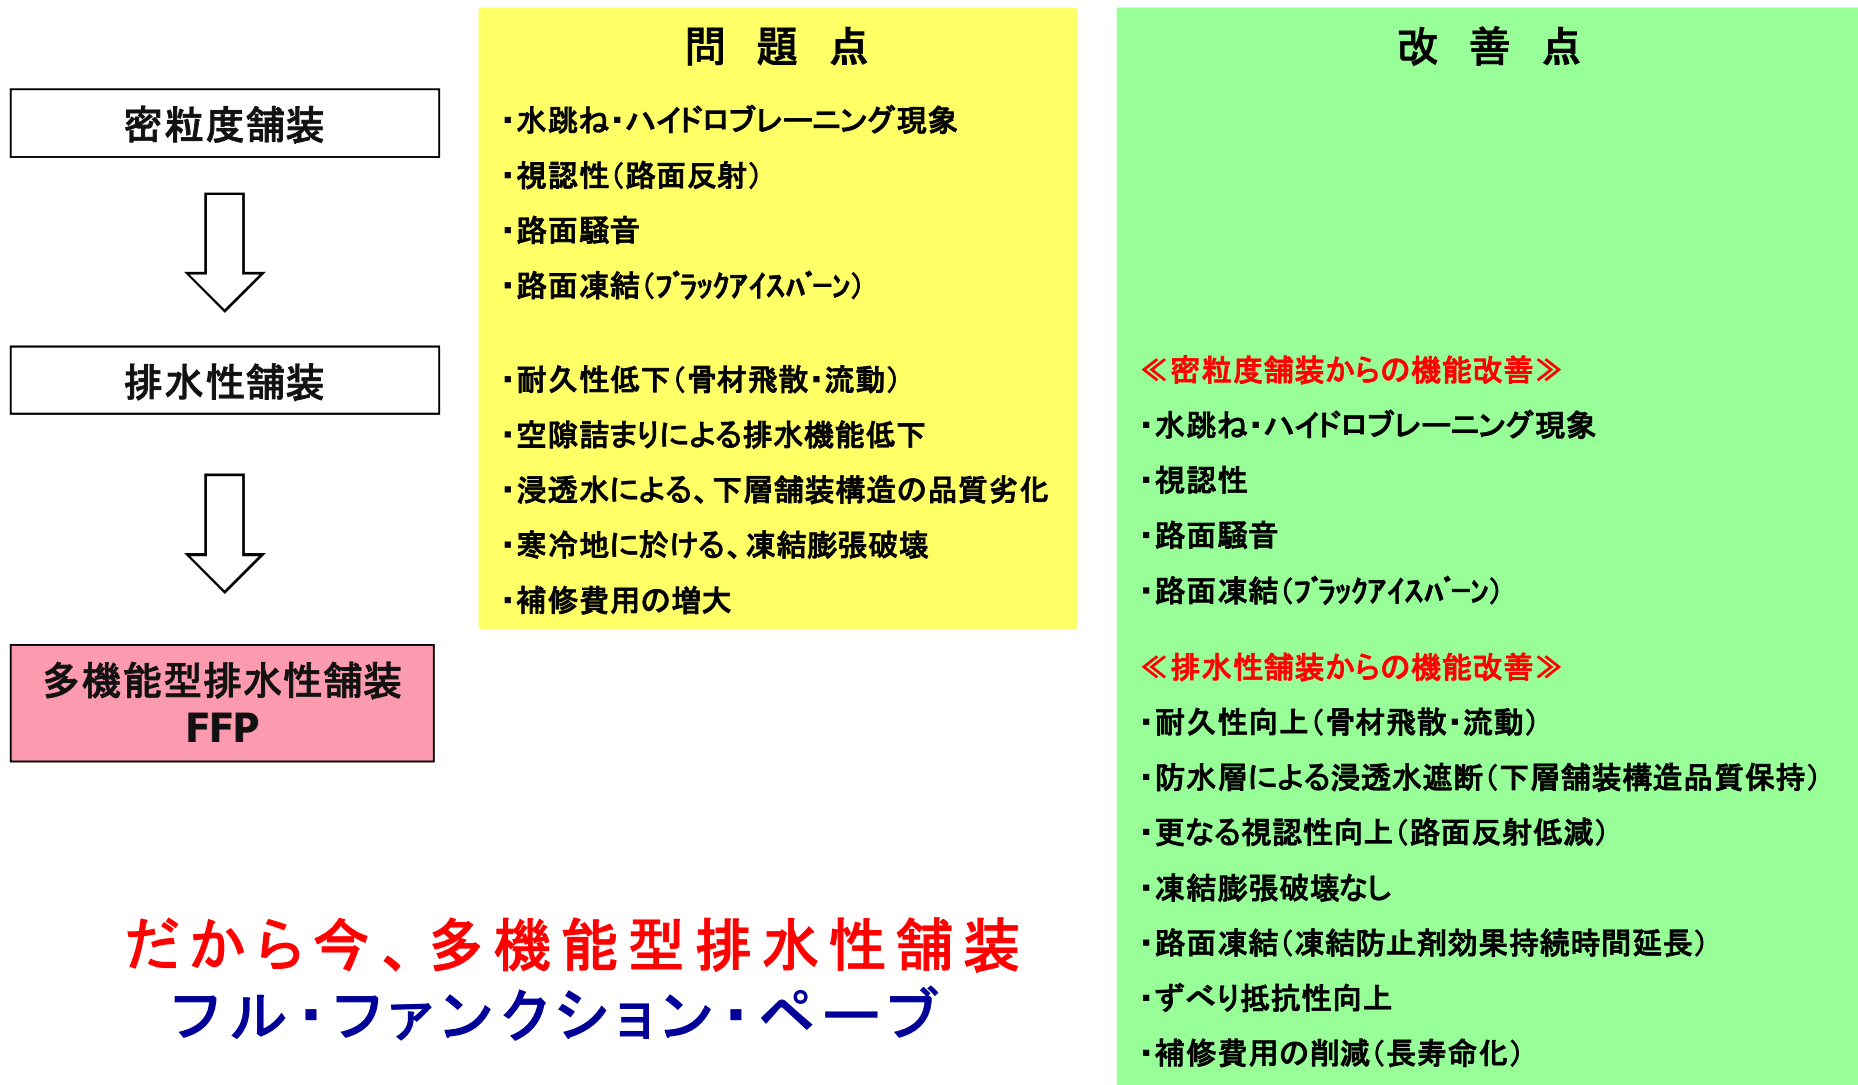 密粒度舗装
排水性舗装
多機能型排水性舗装
FFP
問 題 点
・水跳ね・ハイドロブレーニング現象
・視認性（路面反射）
・路面騒音
・路面凍結（ﾌﾞﾗｯｸｱｲｽﾊﾞｰﾝ）
・耐久性低下（骨材飛散・流動）
・空隙詰まりによる排水機能低下
・浸透水による、下層舗装構造の品質劣化
・寒冷地に於ける、凍結膨張破壊
・補修費用の増大
改 善 点
≪密粒度舗装からの機能改善≫
・水跳ね・ハイドロブレーニング現象
・視認性
・路面騒音
・路面凍結（ﾌﾞﾗｯｸｱｲｽﾊﾞｰﾝ）
≪排水性舗装からの機能改善≫
・耐久性向上（骨材飛散・流動）
・防水層による浸透水遮断（下層舗装構造品質保持）
・更なる視認性向上（路面反射低減）
・凍結膨張破壊なし
・路面凍結（凍結防止剤効果持続時間延長）
・ずべり抵抗性向上
・補修費用の削減（長寿命化）
だから今、多機能型排水性舗装
フル・ファンクション・ペーブ